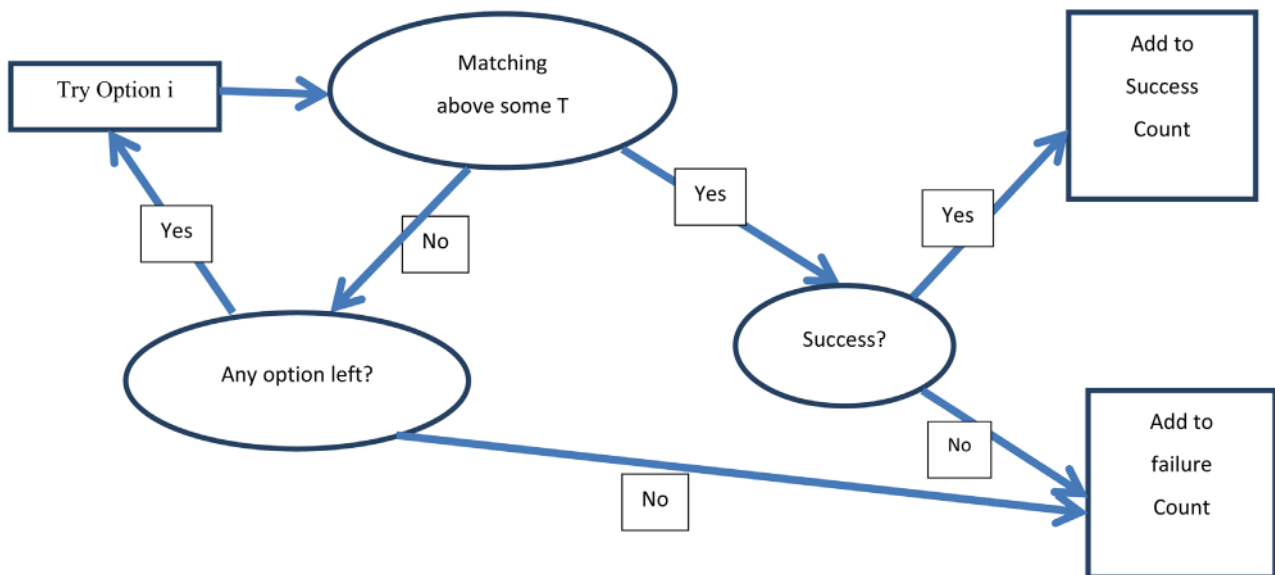 Try Option i
Matching
above some T
Add to
Success
Count
Yes
No
Yes
Yes
Any option left?
Success?
No
No
Add to
failure
Count